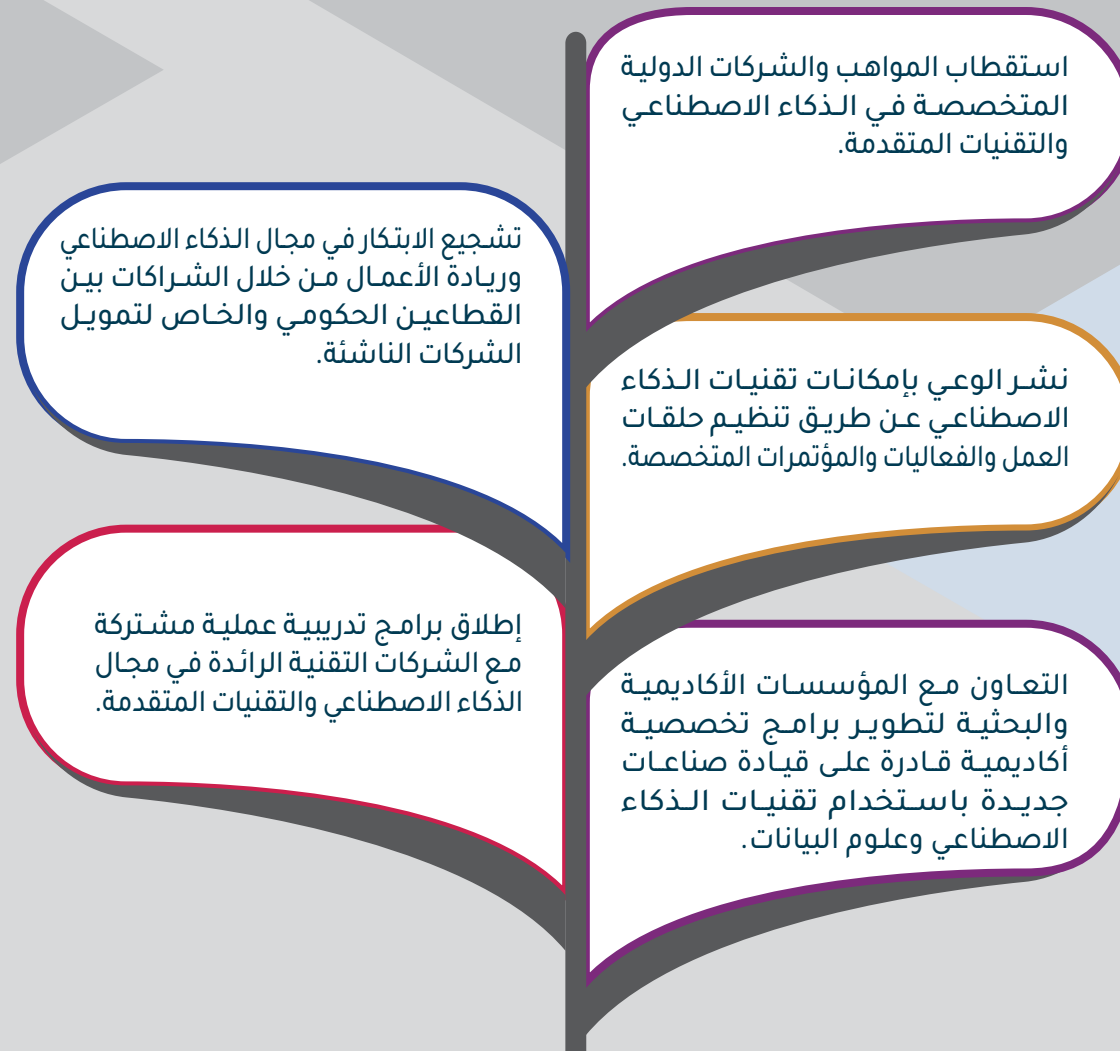 استقطاب المواهب والشركات الدولية
المتخصصة في الذكاء الاصطناعي
والتقنيات المتقدمة.
تشجيع الابتكار في مجال الذكاء الاصطناعي
وريادة الأعمال من خلال الشراكات بين
القطاعين الحكومي والخاص لتمويل
الشركات الناشئة.
نشر الوعي بإمكانات تقنيات الذكاء
الاصطناعي عن طريق تنظيم حلقات
العمل والفعاليات والمؤتمرات المتخصصة.
إطلاق برامج تدريبية عملية مشتركة
مع الشركات التقنية الرائدة في مجال
الذكاء الاصطناعي والتقنيات المتقدمة.
التعاون مع المؤسسات الأكاديمية
والبحثية لتطوير برامج تخصصية
أكاديمية قادرة على قيادة صناعات
جديدة باستخدام تقنيات الذكاء
الاصطناعي وعلوم البيانات.